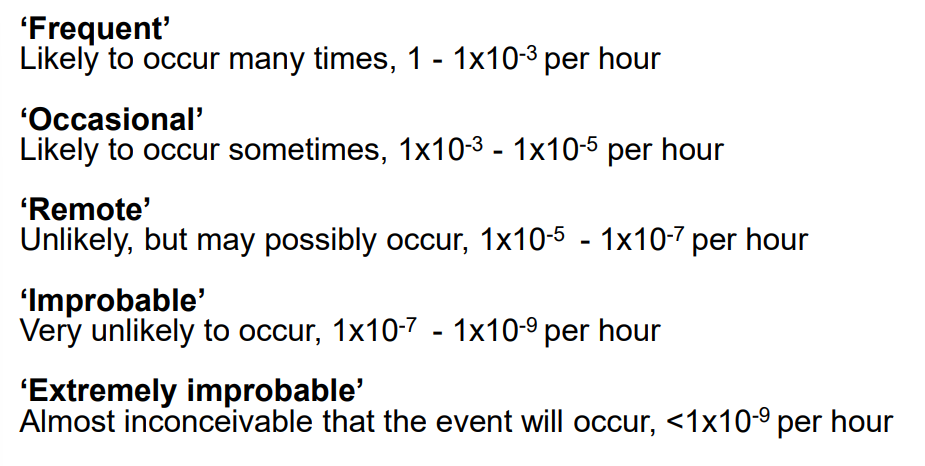 ‘Frequent’
Likely to occur many times, 1 - 1x10⁻³ per hour
‘Occasional’
Likely to occur sometimes, 1x10⁻³ - 1x10⁻⁵ per hour
‘Remote’
Unlikely, but may possibly occur, 1x10⁻⁵ - 1x10⁻⁷ per hour
‘Improbable’
Very unlikely to occur, 1x10⁻⁷ - 1x10⁻⁹ per hour
‘Extremely improbable’
Almost inconceivable that the event will occur, <1x10⁻⁹ per hour